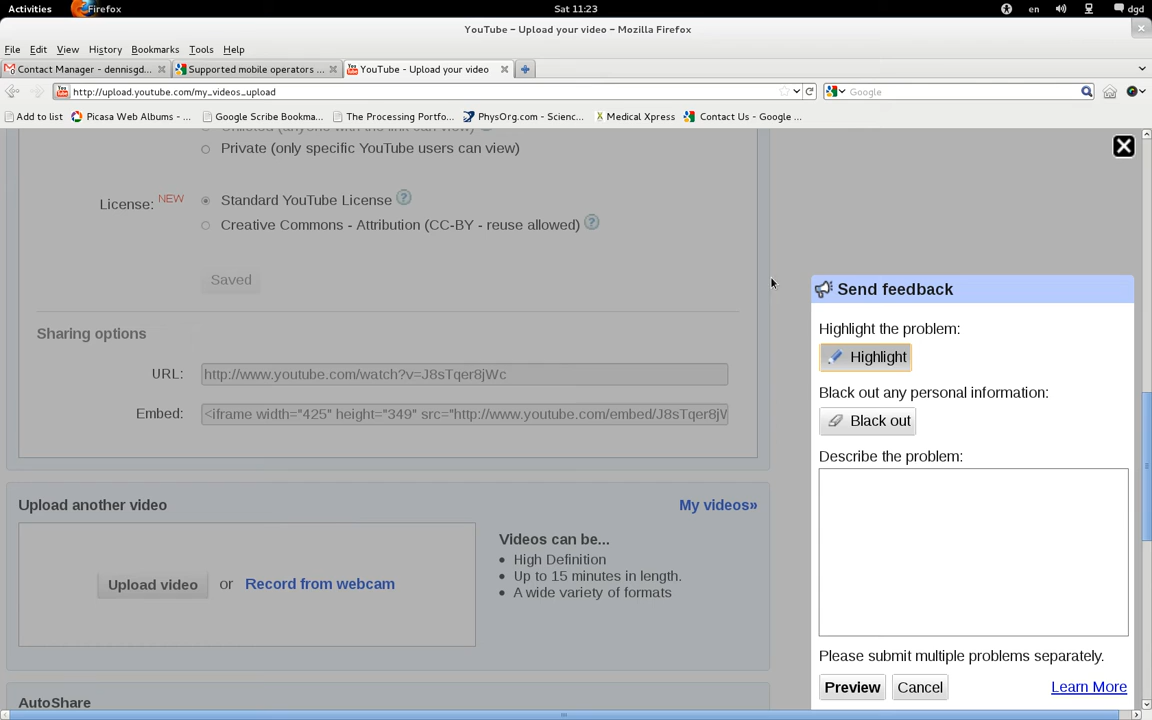 Activities Firefox Sat 11:23 en dgd
YouTube - Upload your video - Mozilla Firefox
File Edit View History Bookmarks Tools Help
Contact Manager - dennisgd... Supported mobile operators ... YouTube - Upload your video
http://upload.youtube.com/my_videos_upload Google
Add to list Picasa Web Albums - ... Google Scribe Bookma... The Processing Portfo... PhysOrg.com - Scienc... Medical Xpress Contact Us - Google ...
Unlisted (anyone with the link can view)
Private (only specific YouTube users can view)
License: NEW Standard YouTube License ?
Creative Commons - Attribution (CC-BY - reuse allowed) ?
Saved
Sharing options
URL: http://www.youtube.com/watch?v=J8sTqer8jWc
Embed: <iframe width="425" height="349" src="http://www.youtube.com/embed/J8sTqer8jW
Upload another video My videos»
Upload video or Record from webcam
Videos can be...
• High Definition
• Up to 15 minutes in length.
• A wide variety of formats
AutoShare
Send feedback
Highlight the problem:
Highlight
Black out any personal information:
Black out
Describe the problem:
Please submit multiple problems separately.
Preview Cancel Learn More